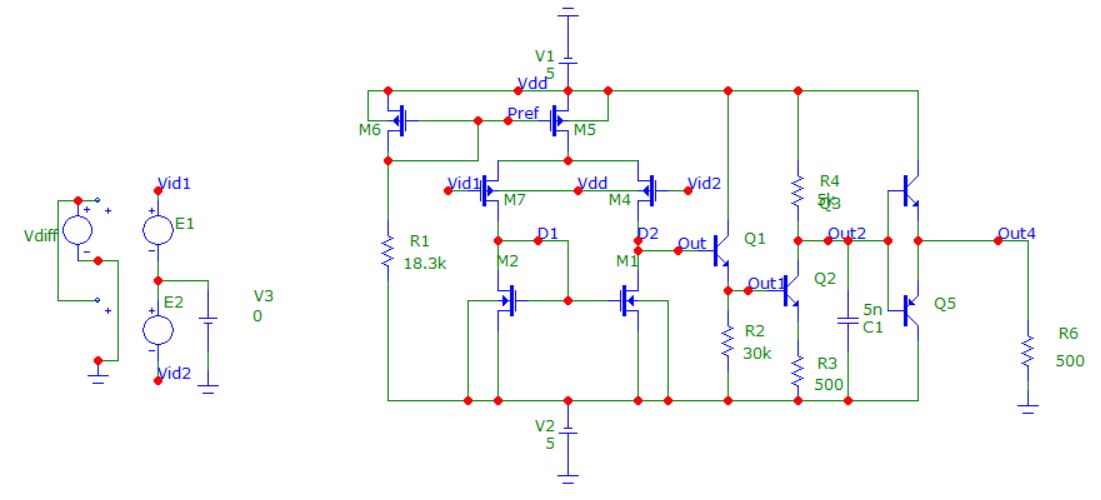 V1
5
Vdd
Pref
M6
M5
Vid1
Vid1
Vdd
Vid2
M7
M4
R4
5k
Q3
Vdiff
E1
D1
D2
Out
Q1
Out2
Out4
R1
18.3k
M2
M1
Out1
Q2
E2
V3
0
5n
C1
Q5
R2
30k
R3
500
R6
500
Vid2
V2
5